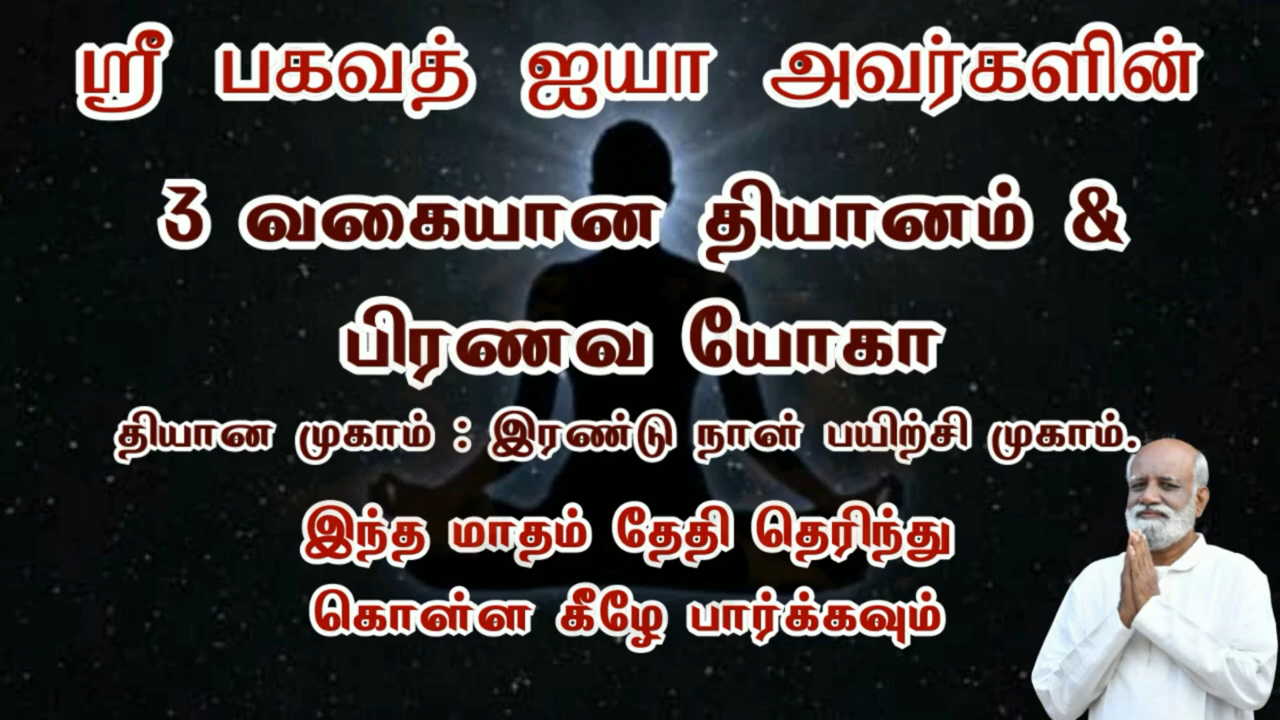 ஸ்ரீ பகவத் ஐயா அவர்களின்
3 வகையான தியானம் &
பிரணவ யோகா
தியான முகாம் : இரண்டு நாள் பயிற்சி முகாம்.
இந்த மாதம் தேதி தெரிந்து
கொள்ள கீழே பார்க்கவும்